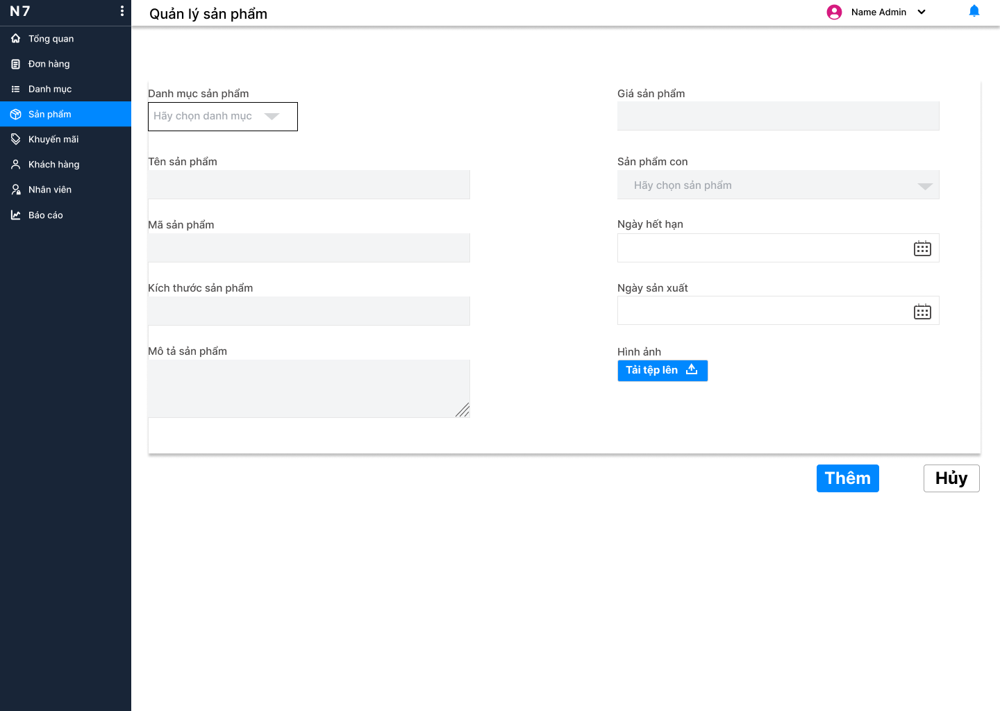 N7
Tổng quan
Đơn hàng
Danh mục
Sản phẩm
Khuyến mãi
Khách hàng
Nhân viên
Báo cáo
Quản lý sản phẩm
Name Admin
Danh mục sản phẩm
Hãy chọn danh mục
Tên sản phẩm
Mã sản phẩm
Kích thước sản phẩm
Mô tả sản phẩm
Giá sản phẩm
Sản phẩm con
Hãy chọn sản phẩm
Ngày hết hạn
Ngày sản xuất
Hình ảnh
Tải tệp lên
Thêm
Hủy